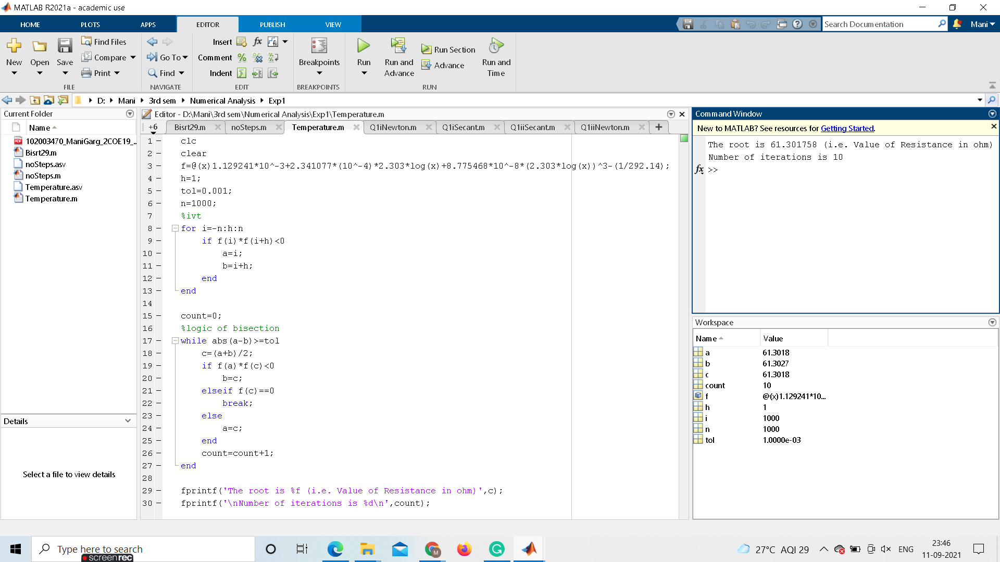 MATLAB R2021a - academic use
HOME PLOTS APPS EDITOR PUBLISH VIEW
Search Documentation
Mani
New
Open
Save
Find Files
Compare
Print
FILE
Go To
Find
NAVIGATE
Insert
Comment
Indent
EDIT
Breakpoints
BREAKPOINTS
Run
Run and Advance
Run Section
Advance
Run and Time
RUN
D: Mani 3rd sem Numerical Analysis Exp1
Current Folder
Name
102003470_ManiGarg_2COE19_...
Bisrt29.m
noSteps.asv
noSteps.m
Temperature.asv
Temperature.m
Details
Select a file to view details
Editor - D:\Mani\3rd sem\Numerical Analysis\Exp1\Temperature.m
+6 Bisrt29.m noSteps.m Temperature.m Q1iNewton.m Q1iSecant.m Q1iiSecant.m Q1iiNewton.m +
1 clc
2 clear
3 f=@(x)1.129241*10^-3+2.341077*(10^-4)*2.303*log(x)+8.775468*10^-8*(2.303*log(x))^3-(1/292.14);
4 h=1;
5 tol=0.001;
6 n=1000;
7 %ivt
8 for i=-n:h:n
9 if f(i)*f(i+h)<0
10 a=i;
11 b=i+h;
12 end
13 end
14
15 count=0;
16 %logic of bisection
17 while abs(a-b)>=tol
18 c=(a+b)/2;
19 if f(a)*f(c)<0
20 b=c;
21 elseif f(c)==0
22 break;
23 else
24 a=c;
25 end
26 count=count+1;
27 end
28
29 fprintf('The root is %f (i.e. Value of Resistance in ohm)',c);
30 fprintf('\nNumber of iterations is %d\n',count);
Command Window
New to MATLAB? See resources for Getting Started.
The root is 61.301758 (i.e. Value of Resistance in ohm)
Number of iterations is 10
fx >>
Workspace
Name Value
a 61.3018
b 61.3027
c 61.3018
count 10
f @(x)1.129241*10...
h 1
i 1000
n 1000
tol 1.0000e-03
Type here to search
screenrec
27°C AQI 29
ENG
23:46
11-09-2021